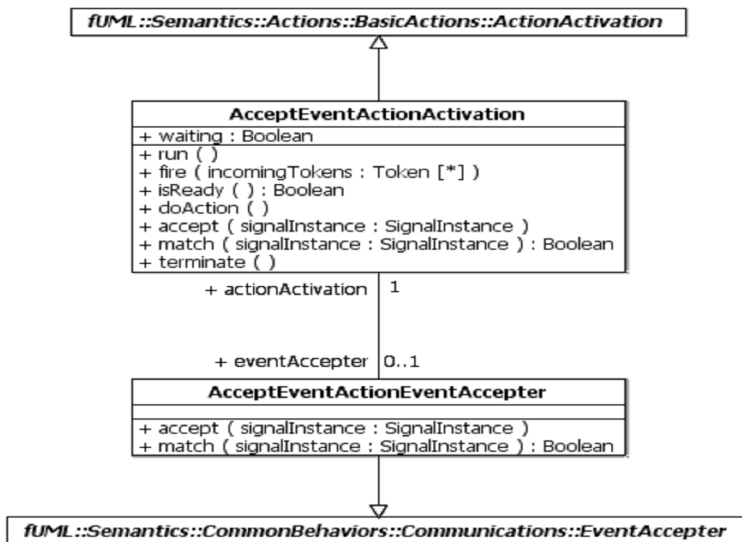 fUML::Semantics::Actions::BasicActions::ActionActivation
AcceptEventActionActivation
+ waiting : Boolean
+ run ( )
+ fire ( incomingTokens : Token [*] )
+ isReady ( ) : Boolean
+ doAction ( )
+ accept ( signalInstance : SignalInstance )
+ match ( signalInstance : SignalInstance ) : Boolean
+ terminate ( )
+ actionActivation 1
+ eventAccepter 0..1
AcceptEventActionEventAccepter
+ accept ( signalInstance : SignalInstance )
+ match ( signalInstance : SignalInstance ) : Boolean
fUML::Semantics::CommonBehaviors::Communications::EventAccepter